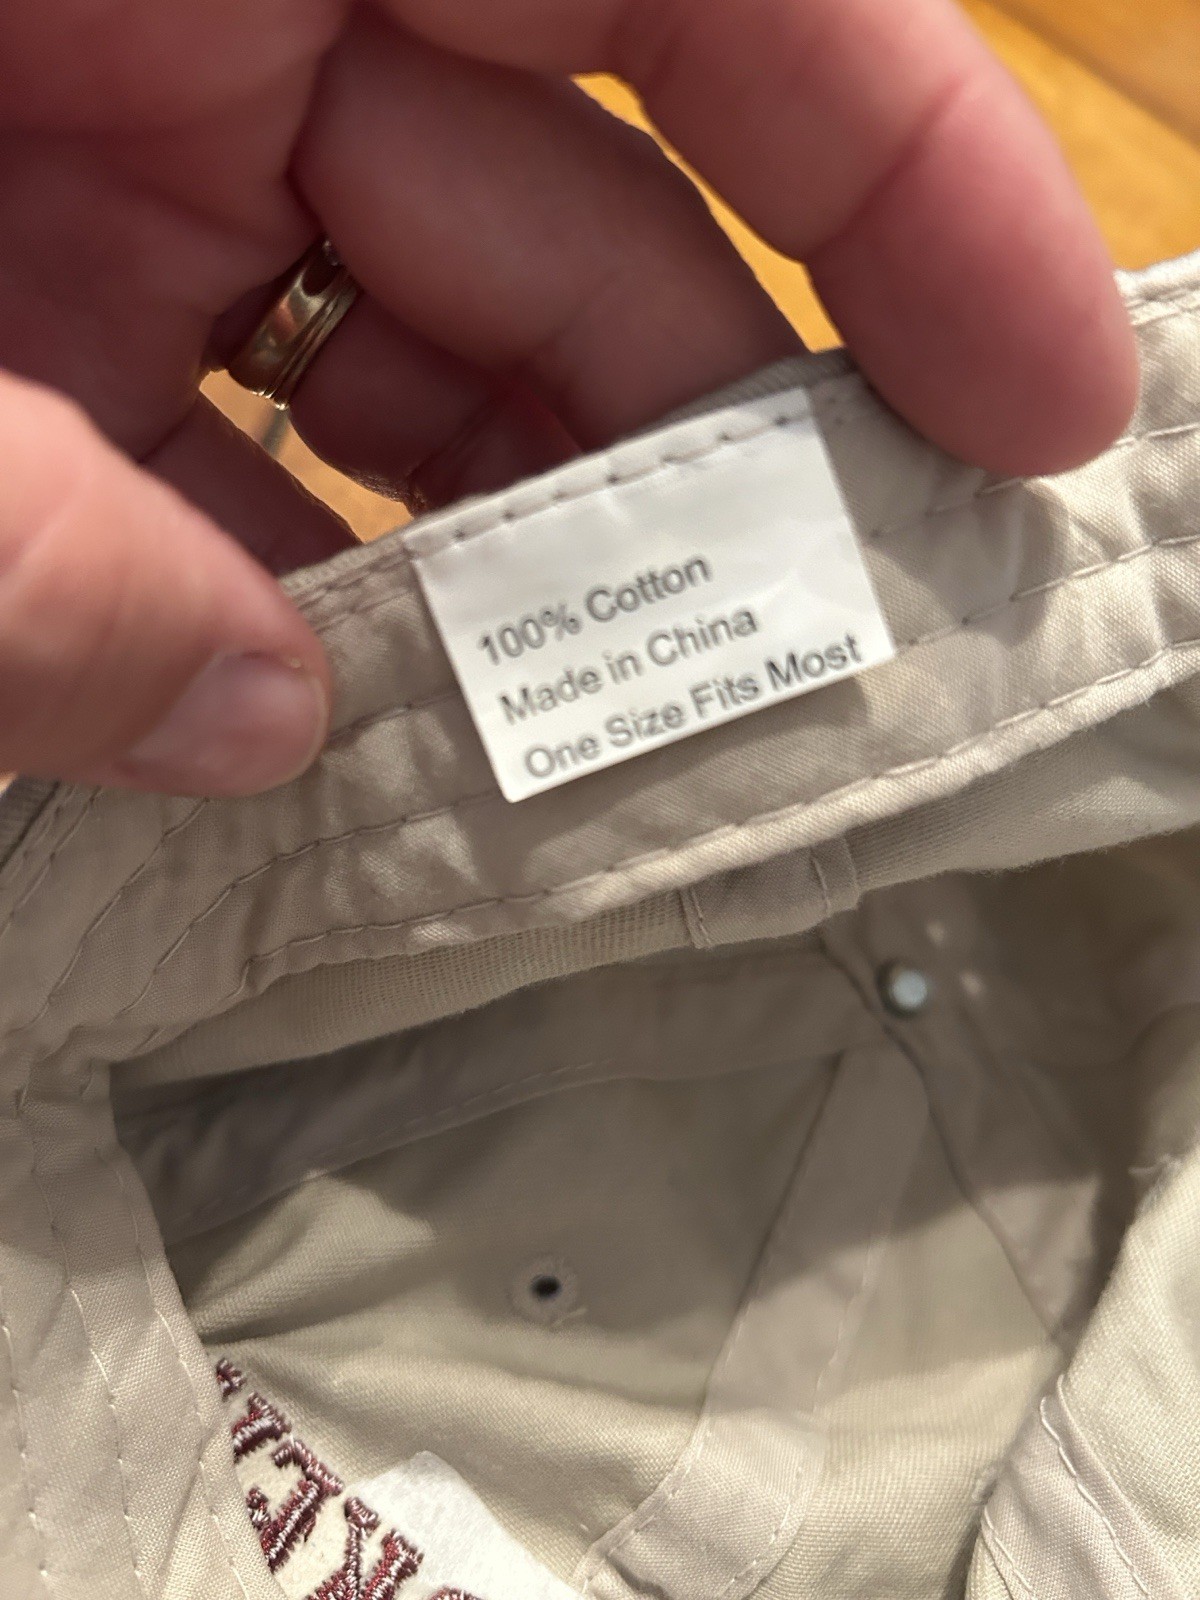 100% Cotton
Made in China
One Size Fits Most